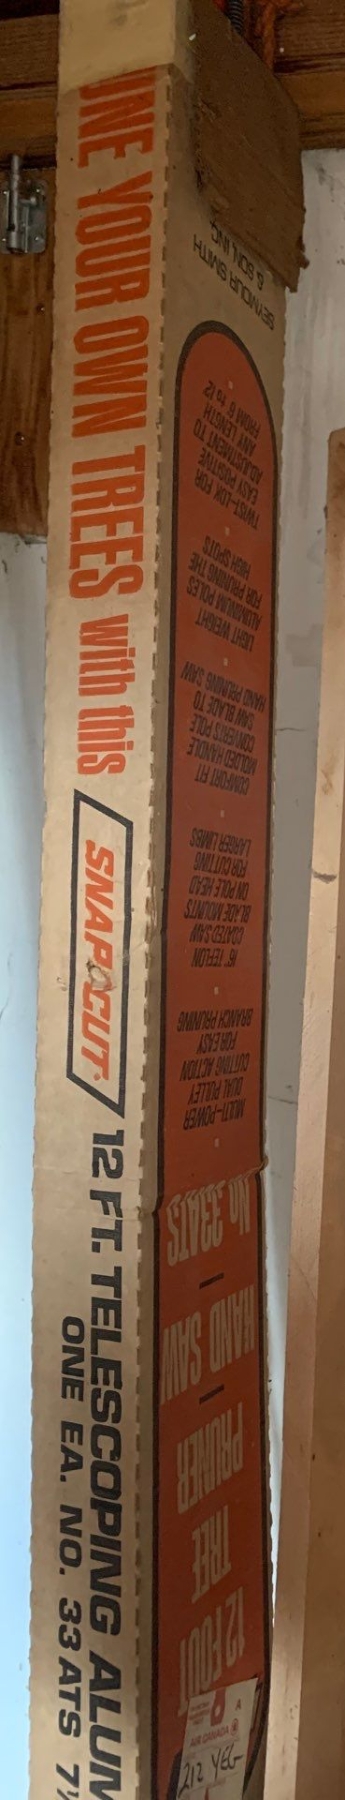 UNE YOUR OWN TREES with this
SNAP-CUT
12 FT. TELESCOPING ALUM
ONE EA. NO. 33ATS 7½
SEYMOUR SMITH
& SON, INC.
12 FOOT
TREE
PRUNER
HAND SAW
No. 33ATS
MULTI-POWER
DUAL PULLEY
CUTTING ACTION
FOR EASY
BRANCH PRUNING
16" TEFLON
COATED SAW
BLADE MOUNTS
ON POLE HEAD
FOR CUTTING
LARGER LIMBS
COMFORT FIT
MOLDED HANDLE
CONVERTS POLE
SAW BLADE TO
HAND PRUNING SAW
LIGHT WEIGHT
ALUMINUM POLES
FOR PRUNING THE
HIGH SPOTS
TWIST-LOK FOR
EASY POSITIVE
ADJUSTMENT TO
ANY LENGTH
FROM 6 to 12'
A
AIR CANADA
212 YEG